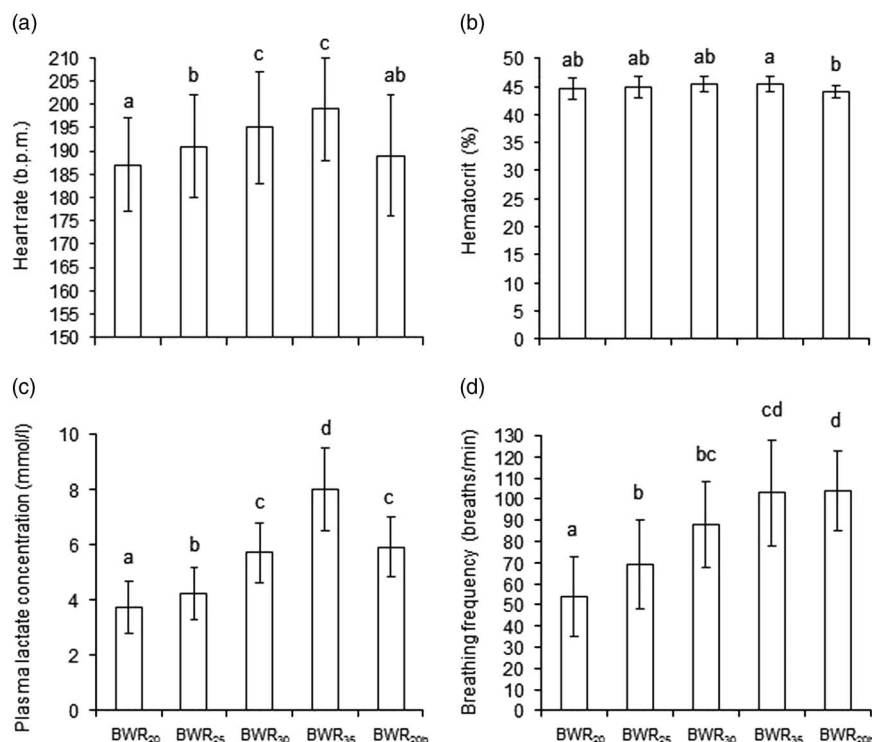 (a)
Heart rate (b.p.m.)
210
205
200
195
190
185
180
175
170
165
160
155
150
a
b
c
c
ab
(b)
Hematocrit (%)
50
45
40
35
30
25
20
15
10
5
0
ab
ab
ab
a
b
(c)
Plasma lactate concentration (mmol/l)
10
8
6
4
2
0
a
b
c
d
c
BWR20 BWR25 BWR30 BWR35 BWR20b
(d)
Breathing frequency (breaths/min)
130
120
110
100
90
80
70
60
50
40
30
20
10
0
a
b
bc
cd
d
BWR20 BWR25 BWR30 BWR35 BWR20b